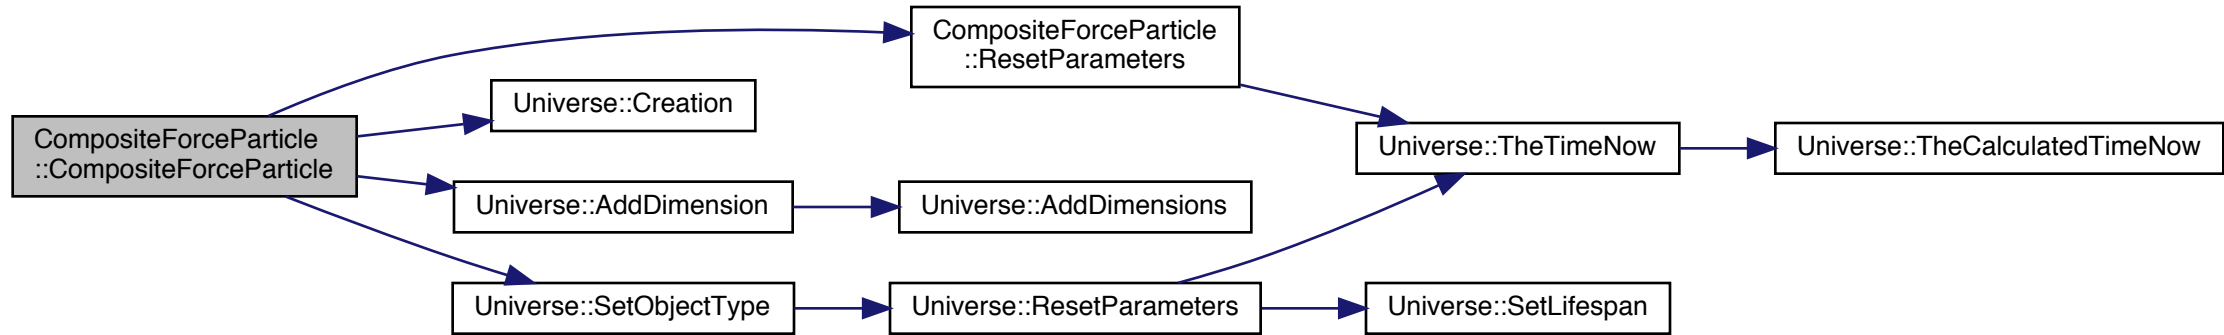 CompositeForceParticle
::CompositeForceParticle
CompositeForceParticle
::ResetParameters
Universe::Creation
Universe::AddDimension
Universe::AddDimensions
Universe::SetObjectType
Universe::ResetParameters
Universe::TheTimeNow
Universe::TheCalculatedTimeNow
Universe::SetLifespan